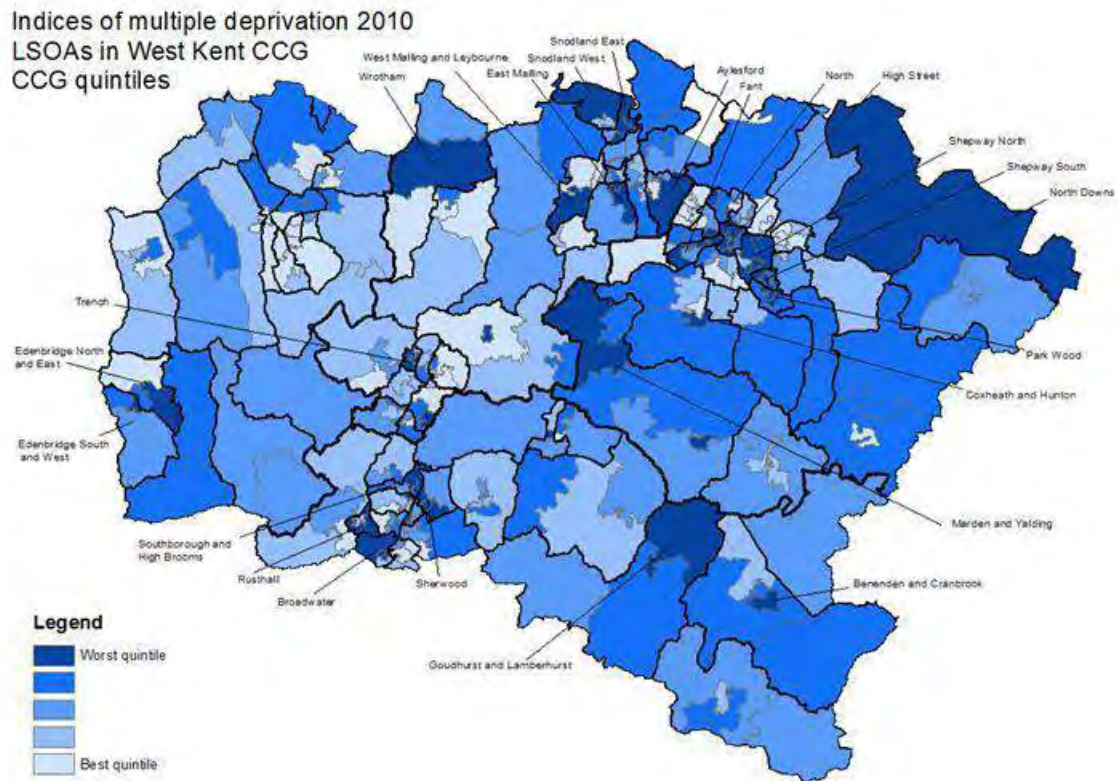 Indices of multiple deprivation 2010
LSOAs in West Kent CCG
CCG quintiles
Snodland East
Snodland West
West Malling and Leybourne
East Malling
Wrotham
Aylesford
Fant
North
High Street
Shepway North
Shepway South
North Downs
Trench
Edenbridge North
and East
Edenbridge South
and West
Park Wood
Coxheath and Hunton
Marden and Yalding
Southborough and
High Brooms
Rusthall
Broadwater
Sherwood
Benenden and Cranbrook
Goudhurst and Lamberhurst
Legend
Worst quintile
Best quintile